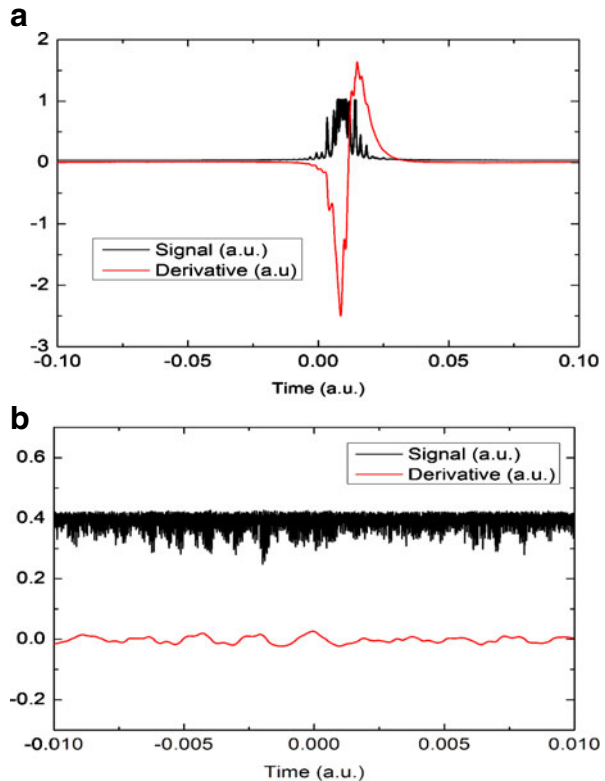 a
2
1
0
-1
-2
-3
Signal (a.u.)
Derivative (a.u)
-0.10 -0.05 0.00 0.05 0.10
Time (a.u.)
b
0.6
0.4
0.2
0.0
-0.2
Signal (a.u.)
Derivative (a.u.)
-0.010 -0.005 0.000 0.005 0.010
Time (a.u.)